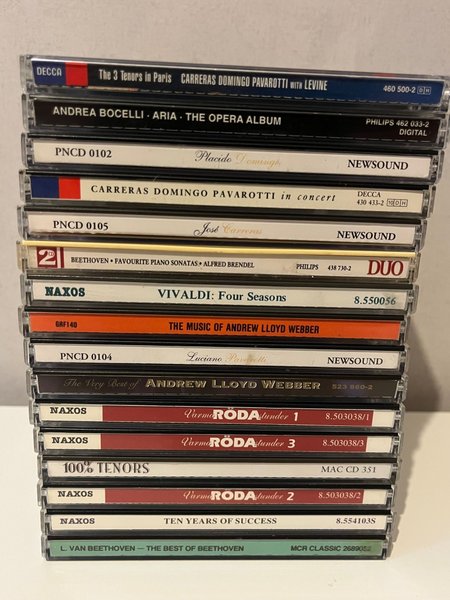 DECCA The 3 Tenors in Paris CARRERAS DOMINGO PAVAROTTI WITH LEVINE 460 500-2 DH
ANDREA BOCELLI · ARIA · THE OPERA ALBUM PHILIPS 462 033-2
DIGITAL
PNCD 0102 Placido Domingo NEWSOUND
CARRERAS DOMINGO PAVAROTTI in concert DECCA
430 433-2 DH
PNCD 0105 José Carreras NEWSOUND
2 BEETHOVEN • FAVOURITE PIANO SONATAS • ALFRED BRENDEL PHILIPS 438 730-2 DUO
NAXOS VIVALDI: Four Seasons 8.550056
GRF140 THE MUSIC OF ANDREW LLOYD WEBBER
PNCD 0104 Luciano Pavarotti NEWSOUND
The Very Best of ANDREW LLOYD WEBBER 523 860-2
NAXOS Varma RÖDA stunder 1 8.503038/1
NAXOS Varma RÖDA stunder 3 8.503038/3
100% TENORS MAC CD 351
NAXOS Varma RÖDA stunder 2 8.503038/2
NAXOS TEN YEARS OF SUCCESS 8.554103S
L. VAN BEETHOVEN — THE BEST OF BEETHOVEN MCR CLASSIC 2689052